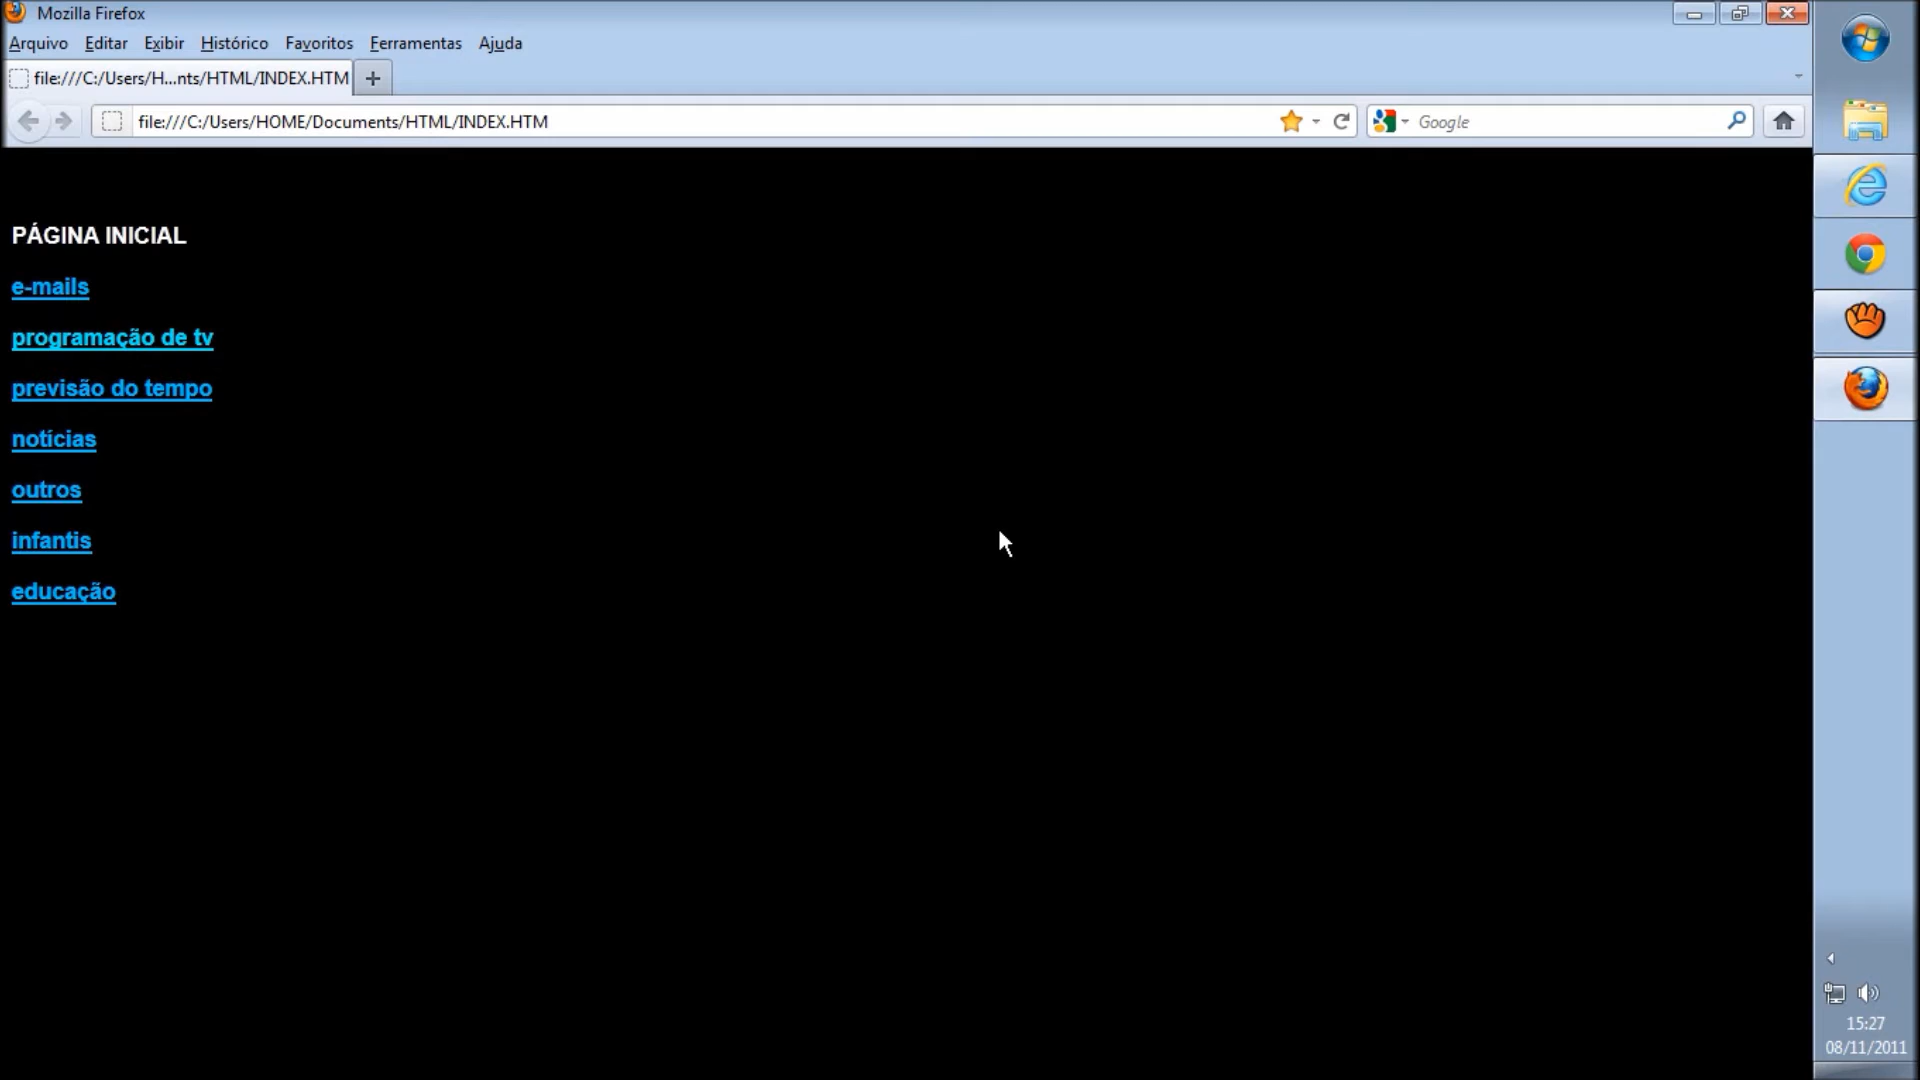 Mozilla Firefox
Arquivo Editar Exibir Histórico Favoritos Ferramentas Ajuda
file:///C:/Users/H...nts/HTML/INDEX.HTM
file:///C:/Users/HOME/Documents/HTML/INDEX.HTM Google
PÁGINA INICIAL
e-mails
programação de tv
previsão do tempo
notícias
outros
infantis
educação
15:27
08/11/2011